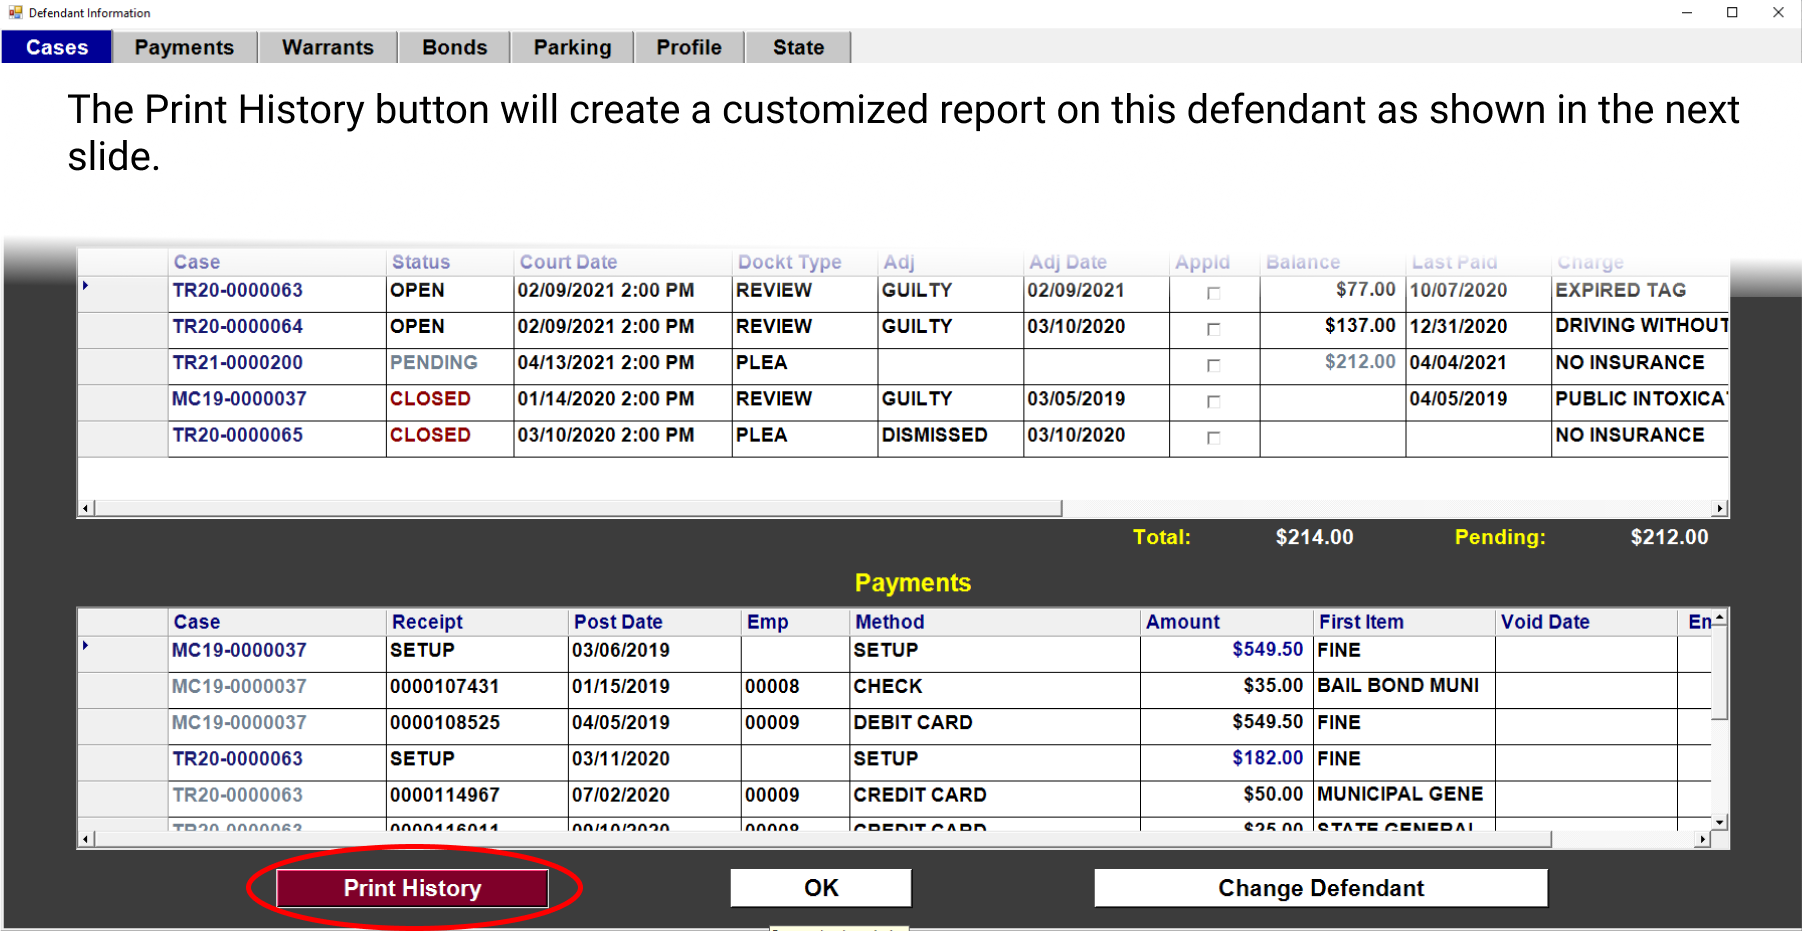 Defendant Information
Cases Payments Warrants Bonds Parking Profile State
The Print History button will create a customized report on this defendant as shown in the next
slide.
Case Status Court Date Dockt Type Adj Adj Date Appld Balance Last Paid Charge
TR20-0000063 OPEN 02/09/2021 2:00 PM REVIEW GUILTY 02/09/2021 $77.00 10/07/2020 EXPIRED TAG
TR20-0000064 OPEN 02/09/2021 2:00 PM REVIEW GUILTY 03/10/2020 $137.00 12/31/2020 DRIVING WITHOUT
TR21-0000200 PENDING 04/13/2021 2:00 PM PLEA $212.00 04/04/2021 NO INSURANCE
MC19-0000037 CLOSED 01/14/2020 2:00 PM REVIEW GUILTY 03/05/2019 04/05/2019 PUBLIC INTOXICA
TR20-0000065 CLOSED 03/10/2020 2:00 PM PLEA DISMISSED 03/10/2020 NO INSURANCE
Total: $214.00 Pending: $212.00
Payments
Case Receipt Post Date Emp Method Amount First Item Void Date En
MC19-0000037 SETUP 03/06/2019 SETUP $549.50 FINE
MC19-0000037 0000107431 01/15/2019 00008 CHECK $35.00 BAIL BOND MUNI
MC19-0000037 0000108525 04/05/2019 00009 DEBIT CARD $549.50 FINE
TR20-0000063 SETUP 03/11/2020 SETUP $182.00 FINE
TR20-0000063 0000114967 07/02/2020 00009 CREDIT CARD $50.00 MUNICIPAL GENE
TR20-0000063 0000116011 CREDIT CARD $25.00 STATE GENERAL
Print History OK Change Defendant